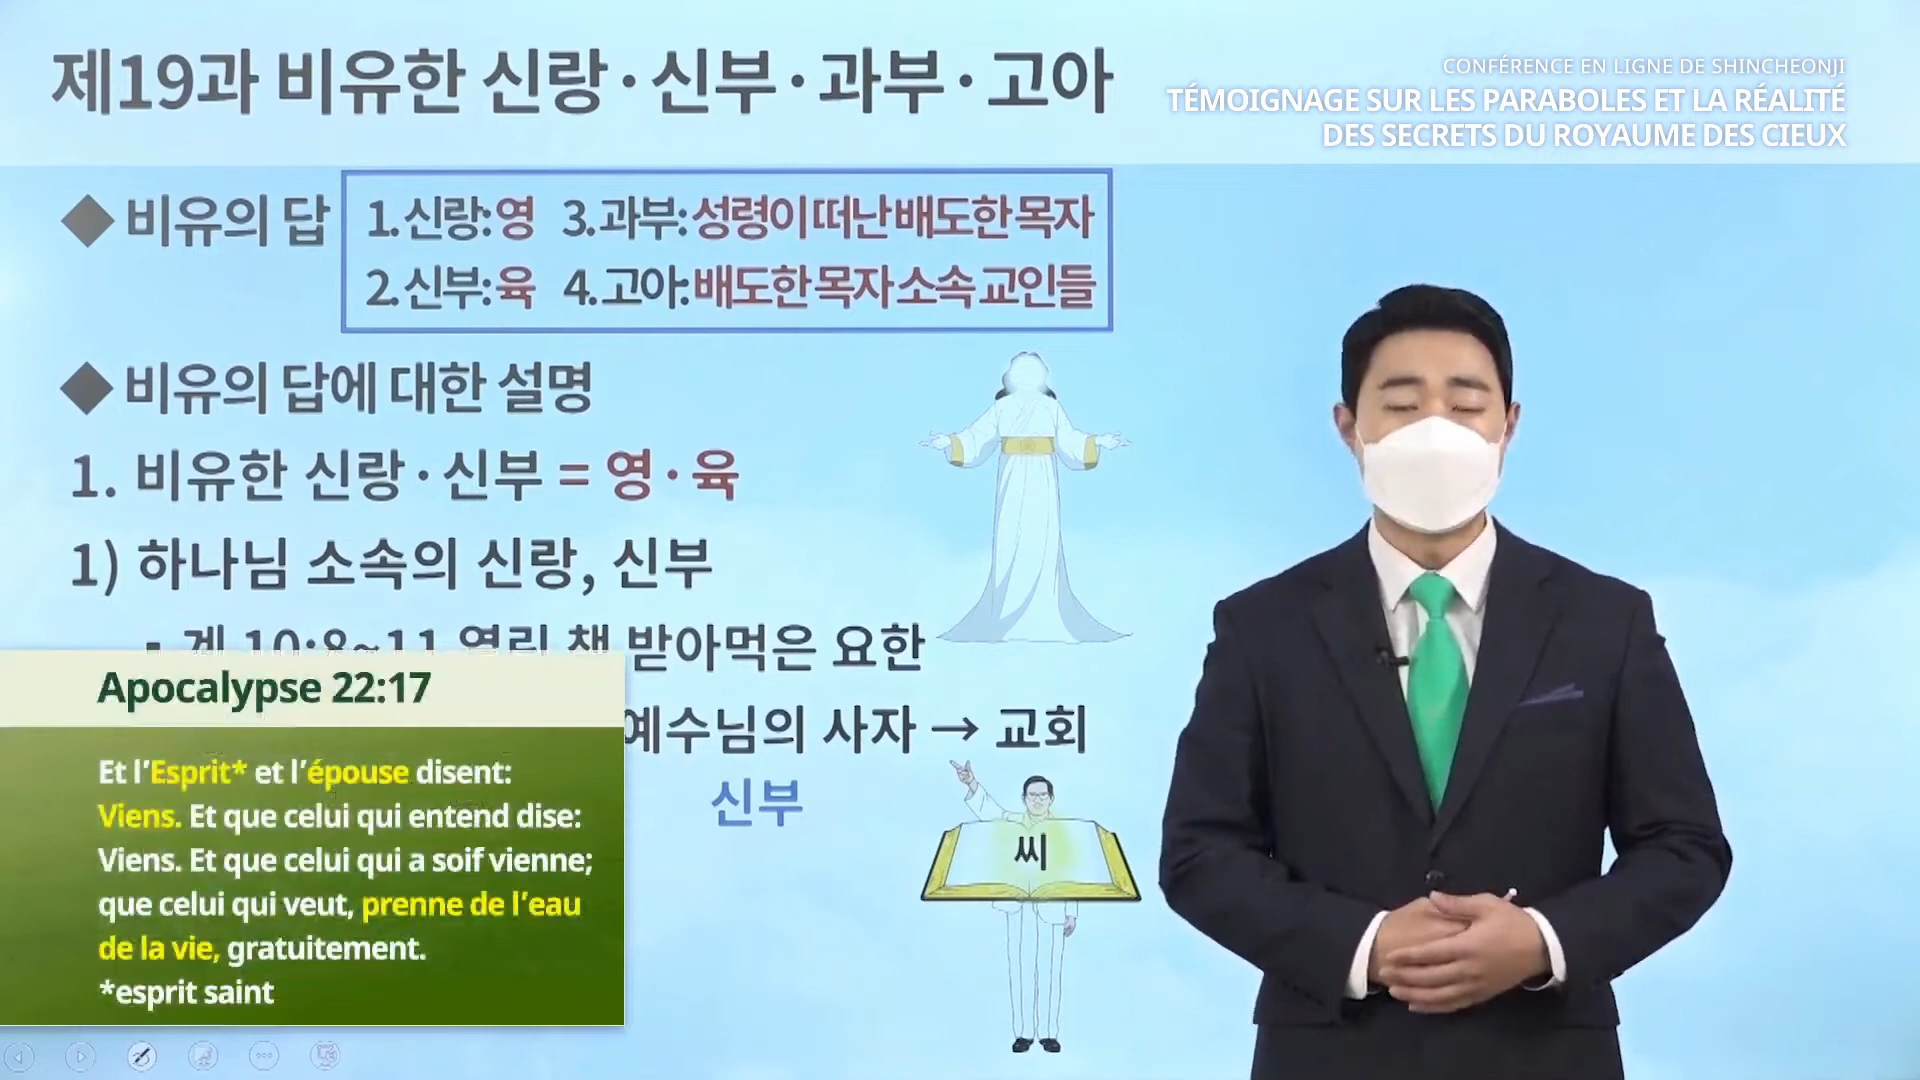 제19과 비유한 신랑·신부·과부·고아
CONFÉRENCE EN LIGNE DE SHINCHEONJI
TÉMOIGNAGE SUR LES PARABOLES ET LA RÉALITÉ
DES SECRETS DU ROYAUME DES CIEUX
◆ 비유의 답
1. 신랑: 영 3. 과부: 성령이 떠난 배도한 목자
2. 신부: 육 4. 고아: 배도한 목자 소속 교인들
◆ 비유의 답에 대한 설명
1. 비유한 신랑·신부 = 영·육
1) 하나님 소속의 신랑, 신부
▪ 계 10:8~11 열린 책 받아먹은 요한
예수님의 사자 → 교회
신부
씨
Apocalypse 22:17
Et l’Esprit* et l’épouse disent:
Viens. Et que celui qui entend dise:
Viens. Et que celui qui a soif vienne;
que celui qui veut, prenne de l’eau
de la vie, gratuitement.
*esprit saint